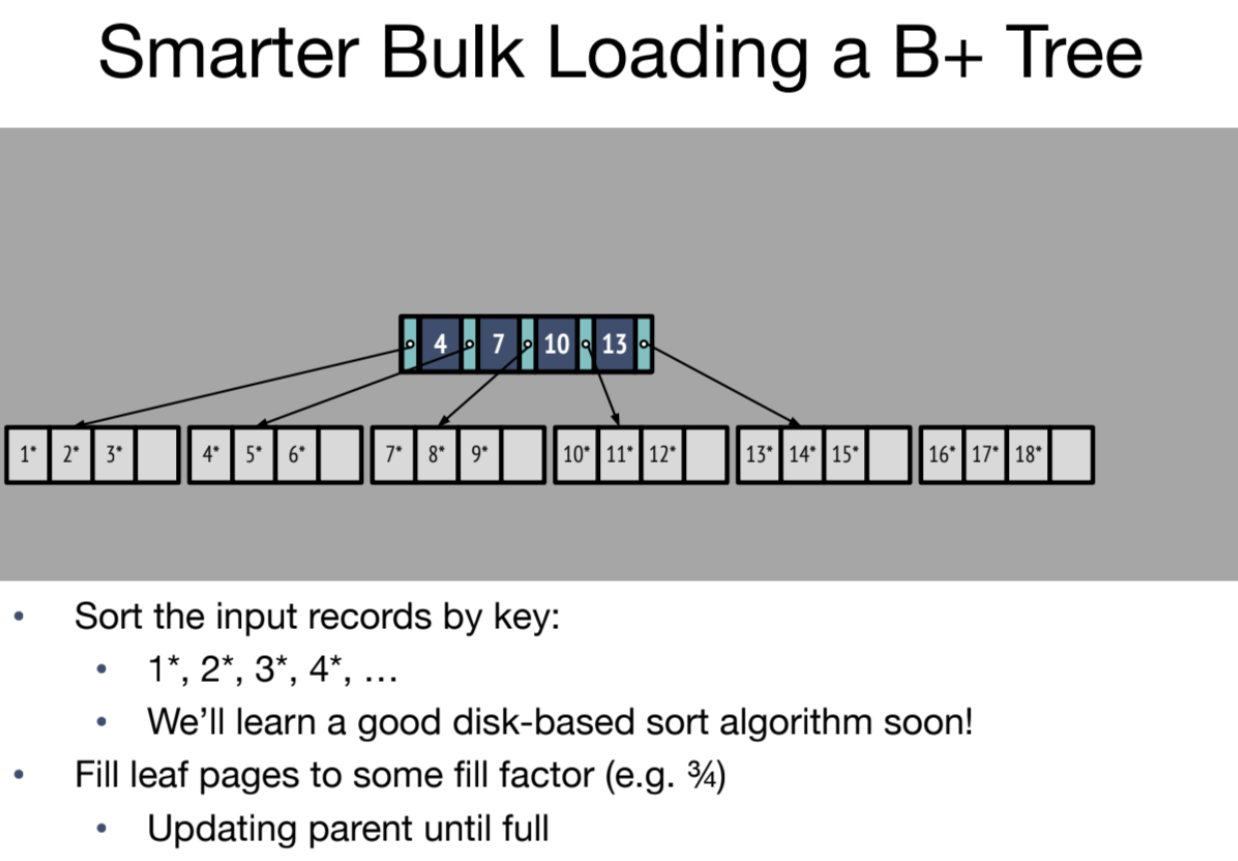 Smarter Bulk Loading a B+ Tree
4 7 10 13
1* 2* 3* 4* 5* 6* 7* 8* 9* 10* 11* 12* 13* 14* 15* 16* 17* 18*
• Sort the input records by key:
• 1*, 2*, 3*, 4*, …
• We’ll learn a good disk-based sort algorithm soon!
• Fill leaf pages to some fill factor (e.g. ¾)
• Updating parent until full